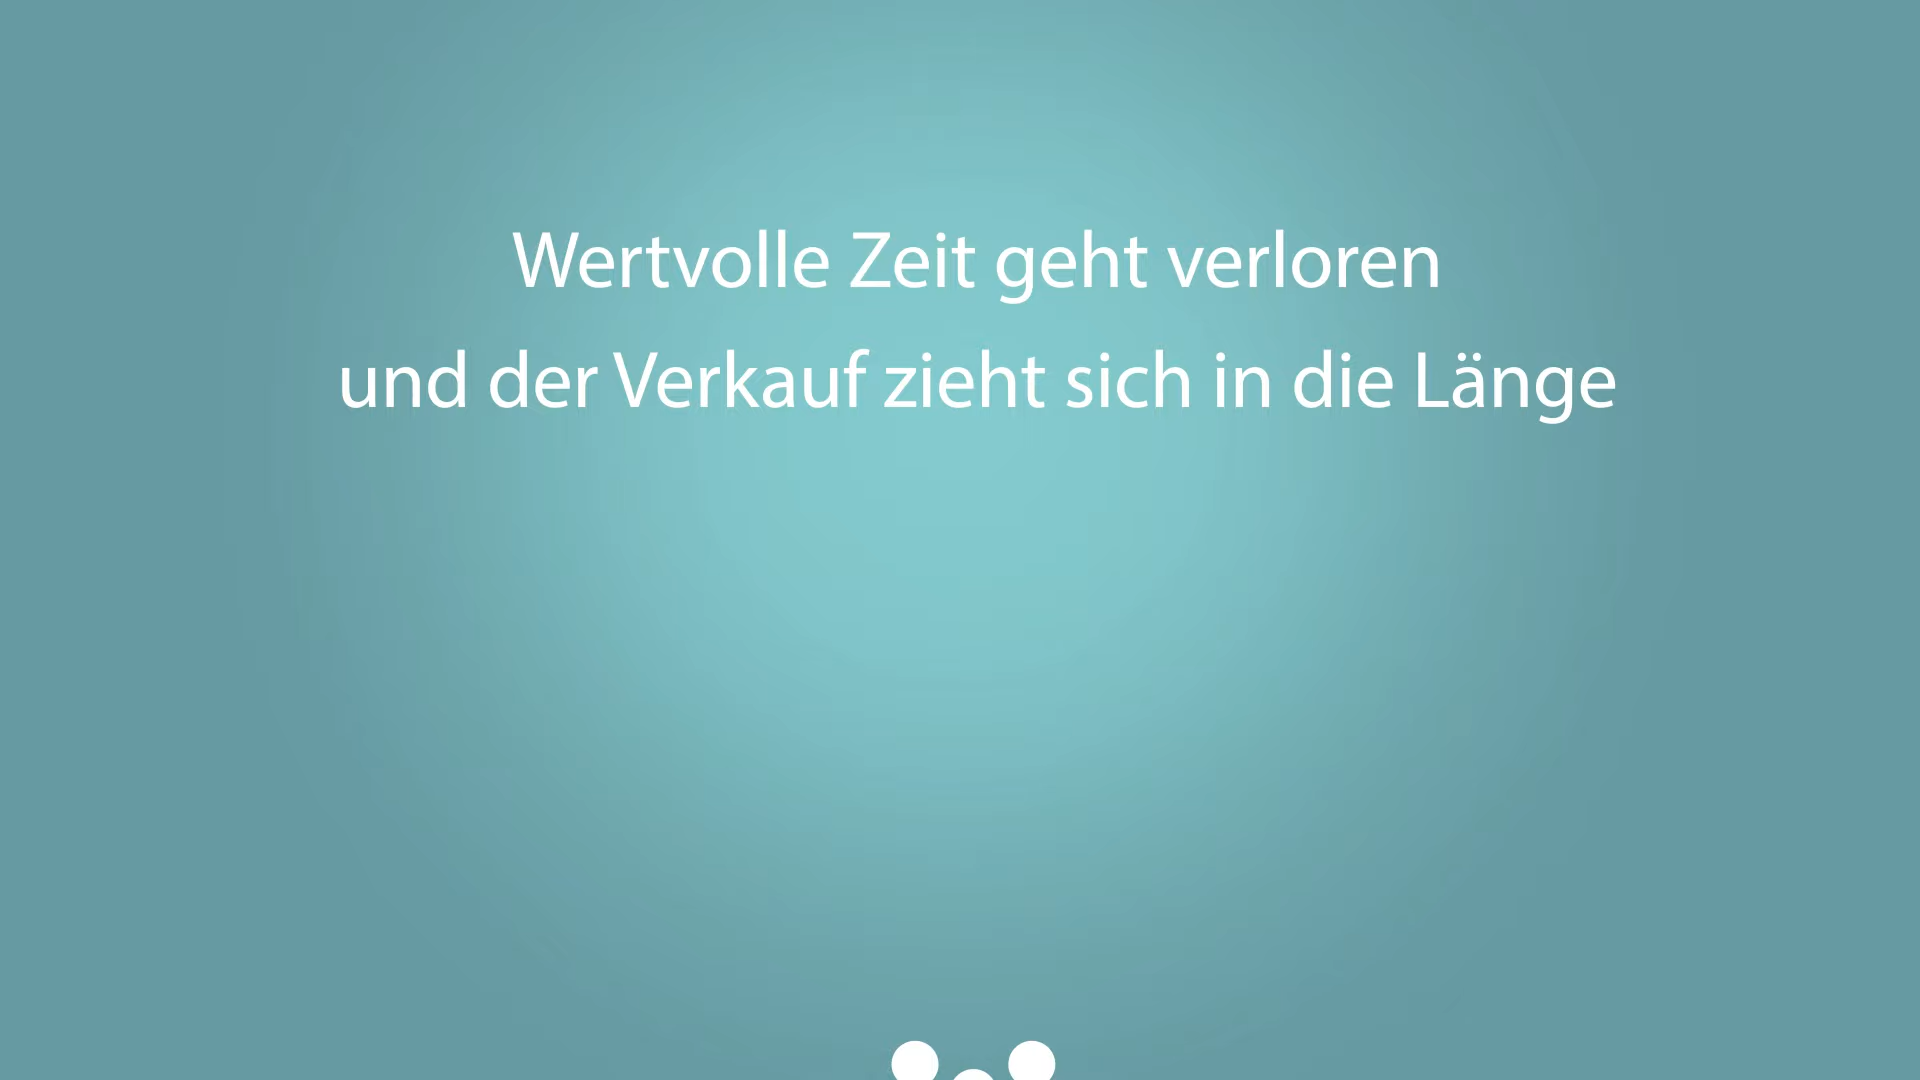 Wertvolle Zeit geht verloren
und der Verkauf zieht sich in die Länge